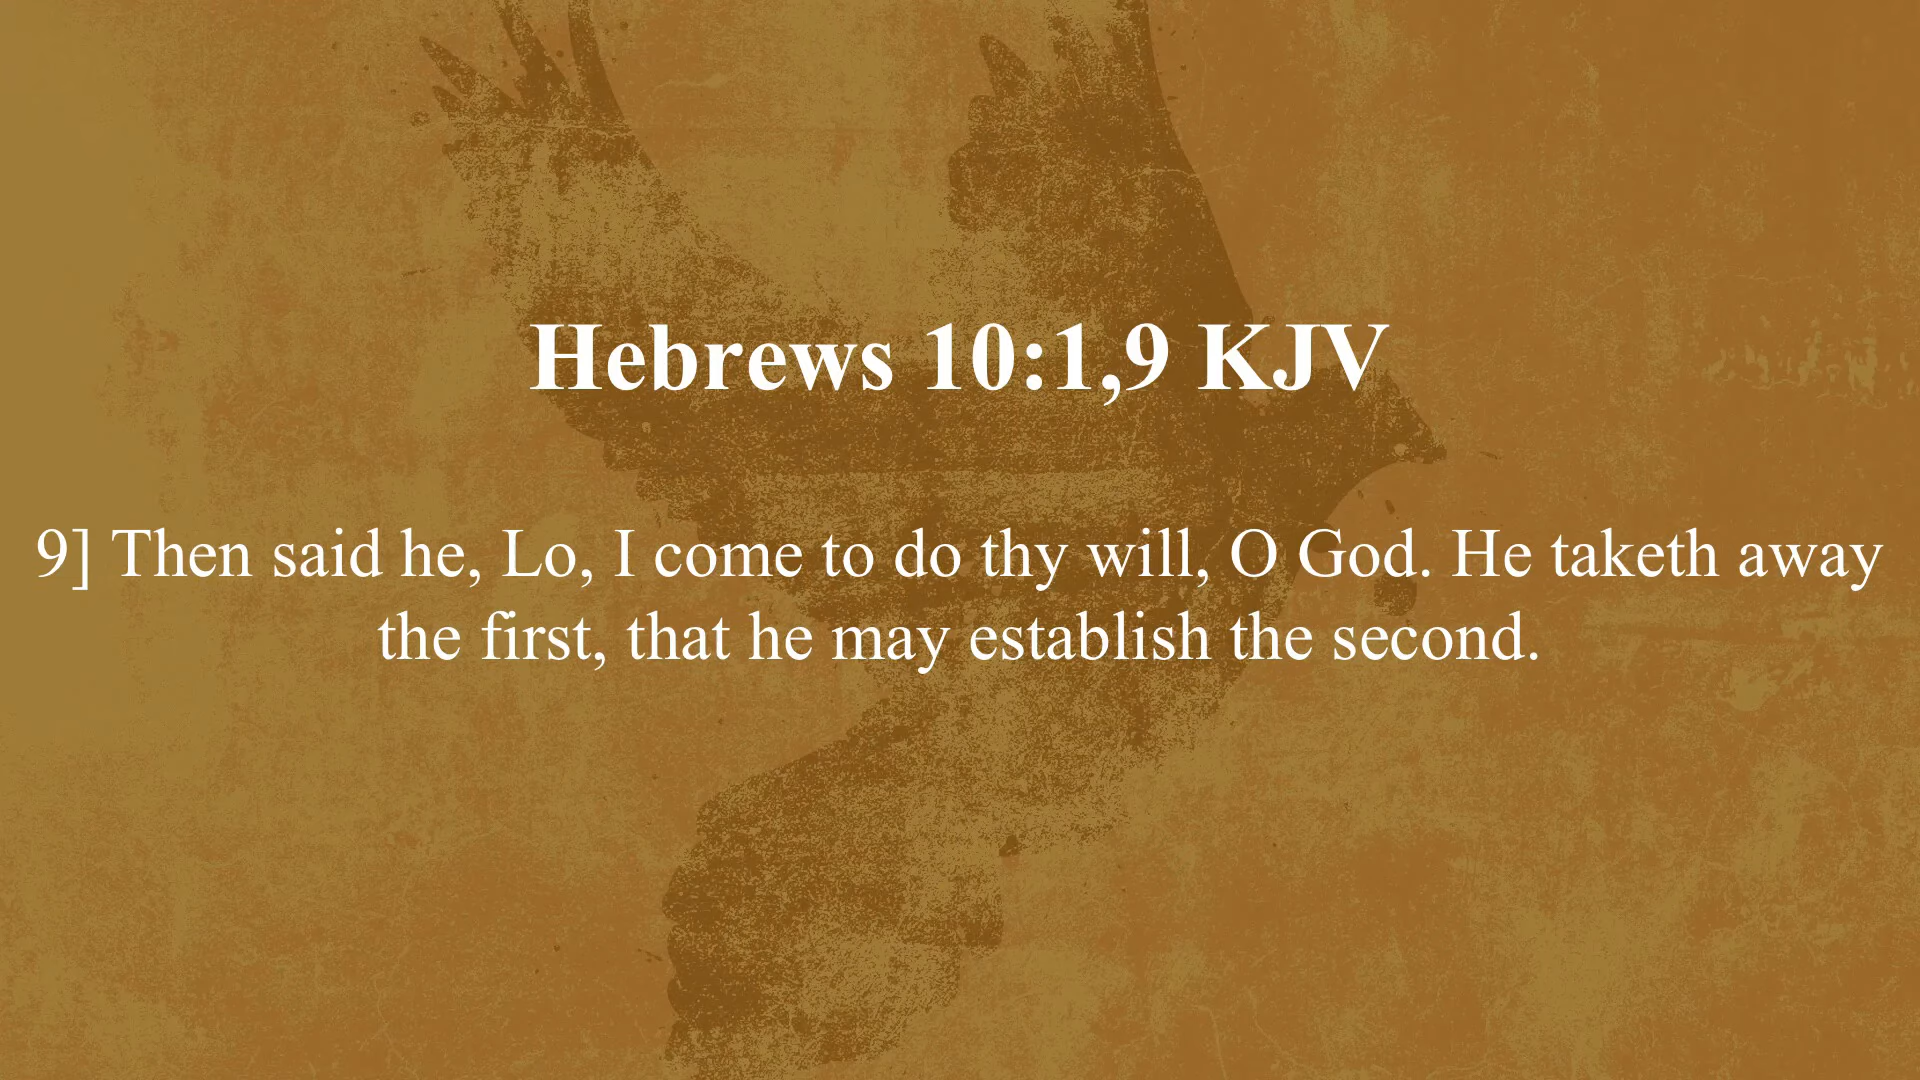 Hebrews 10:1,9 KJV
9] Then said he, Lo, I come to do thy will, O God. He taketh away
the first, that he may establish the second.